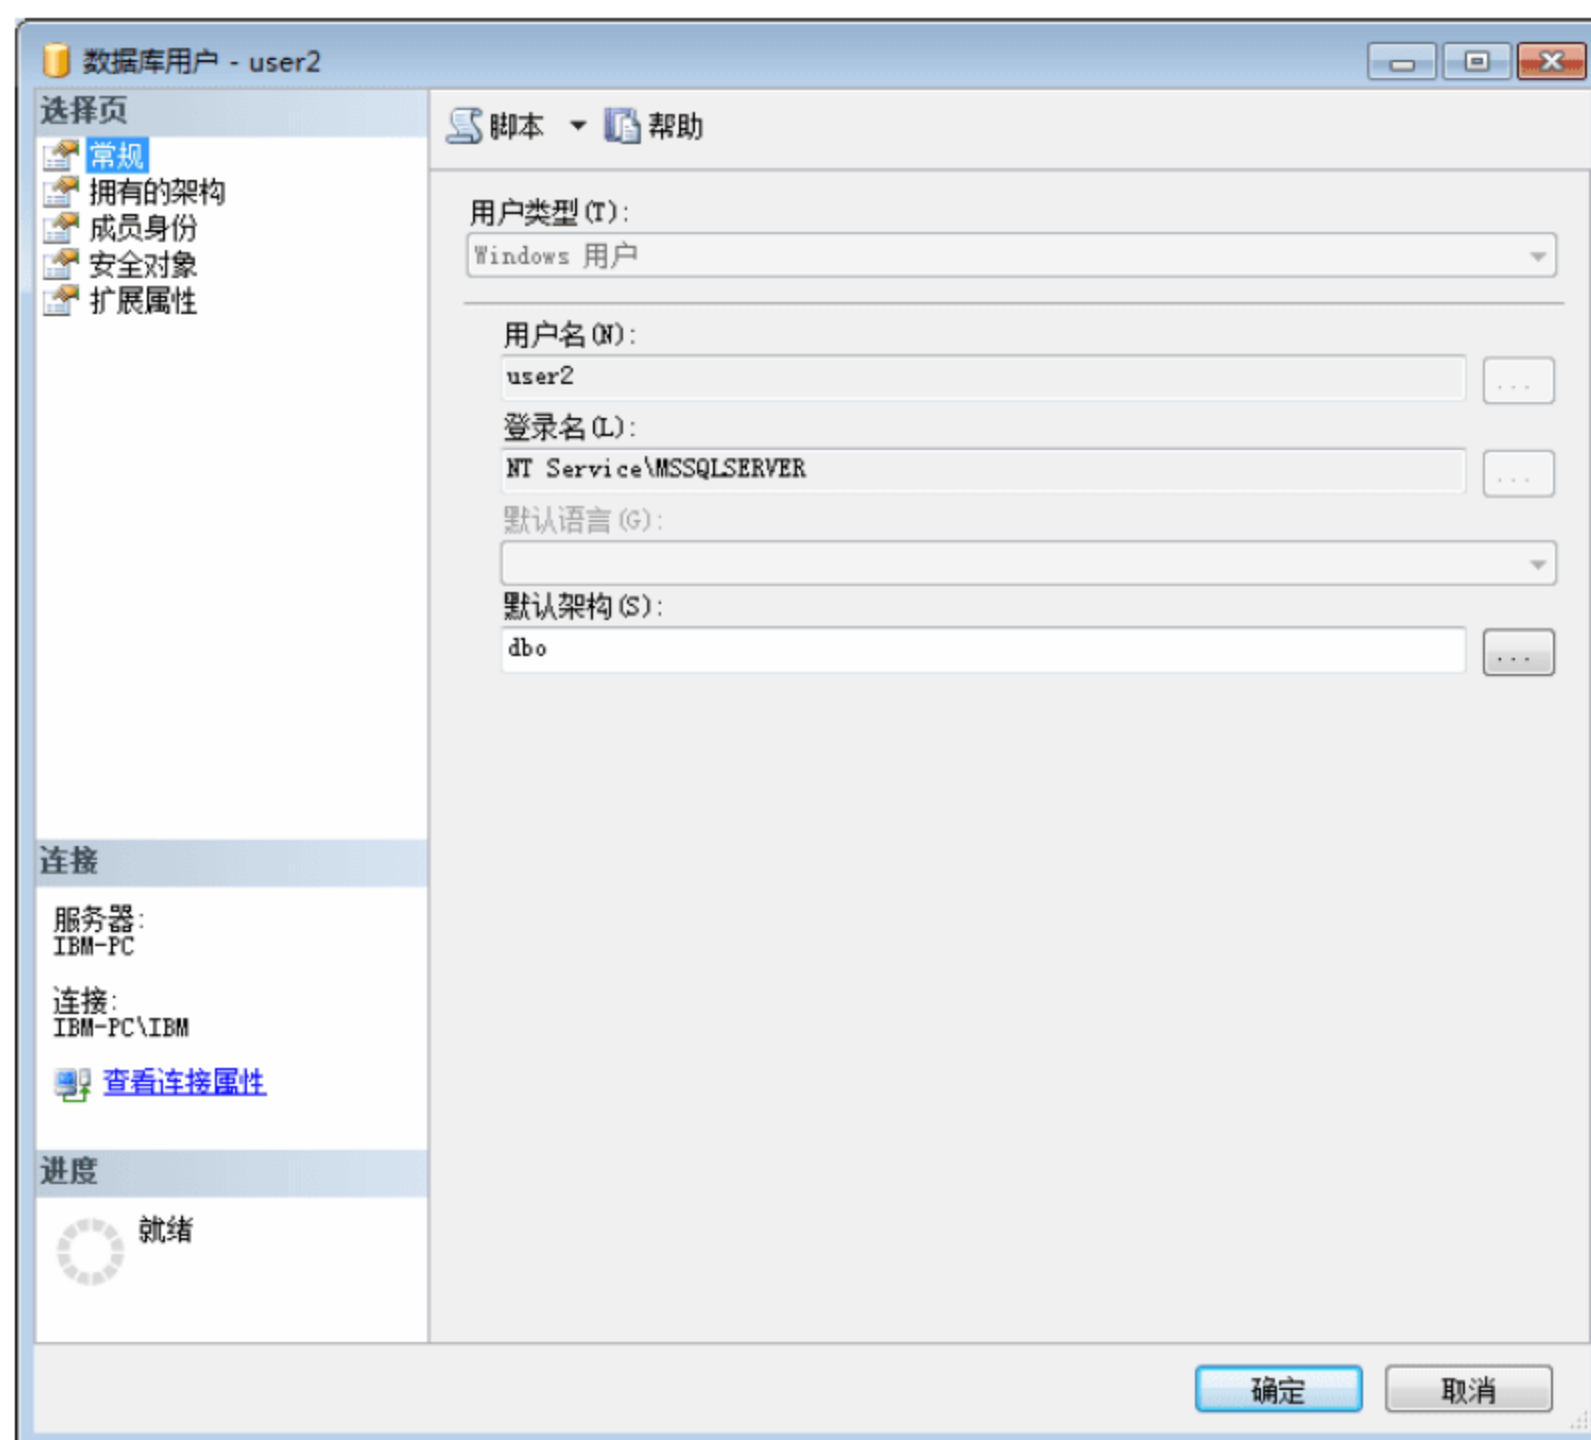 数据库用户 - user2
选择页
常规
拥有的架构
成员身份
安全对象
扩展属性
脚本 帮助
用户类型(T):
Windows 用户
用户名(N):
user2
...
登录名(L):
NT Service\MSSQLSERVER
...
默认语言(G):
默认架构(S):
dbo
...
连接
服务器:
IBM-PC
连接:
IBM-PC\IBM
查看连接属性
进度
就绪
确定 取消